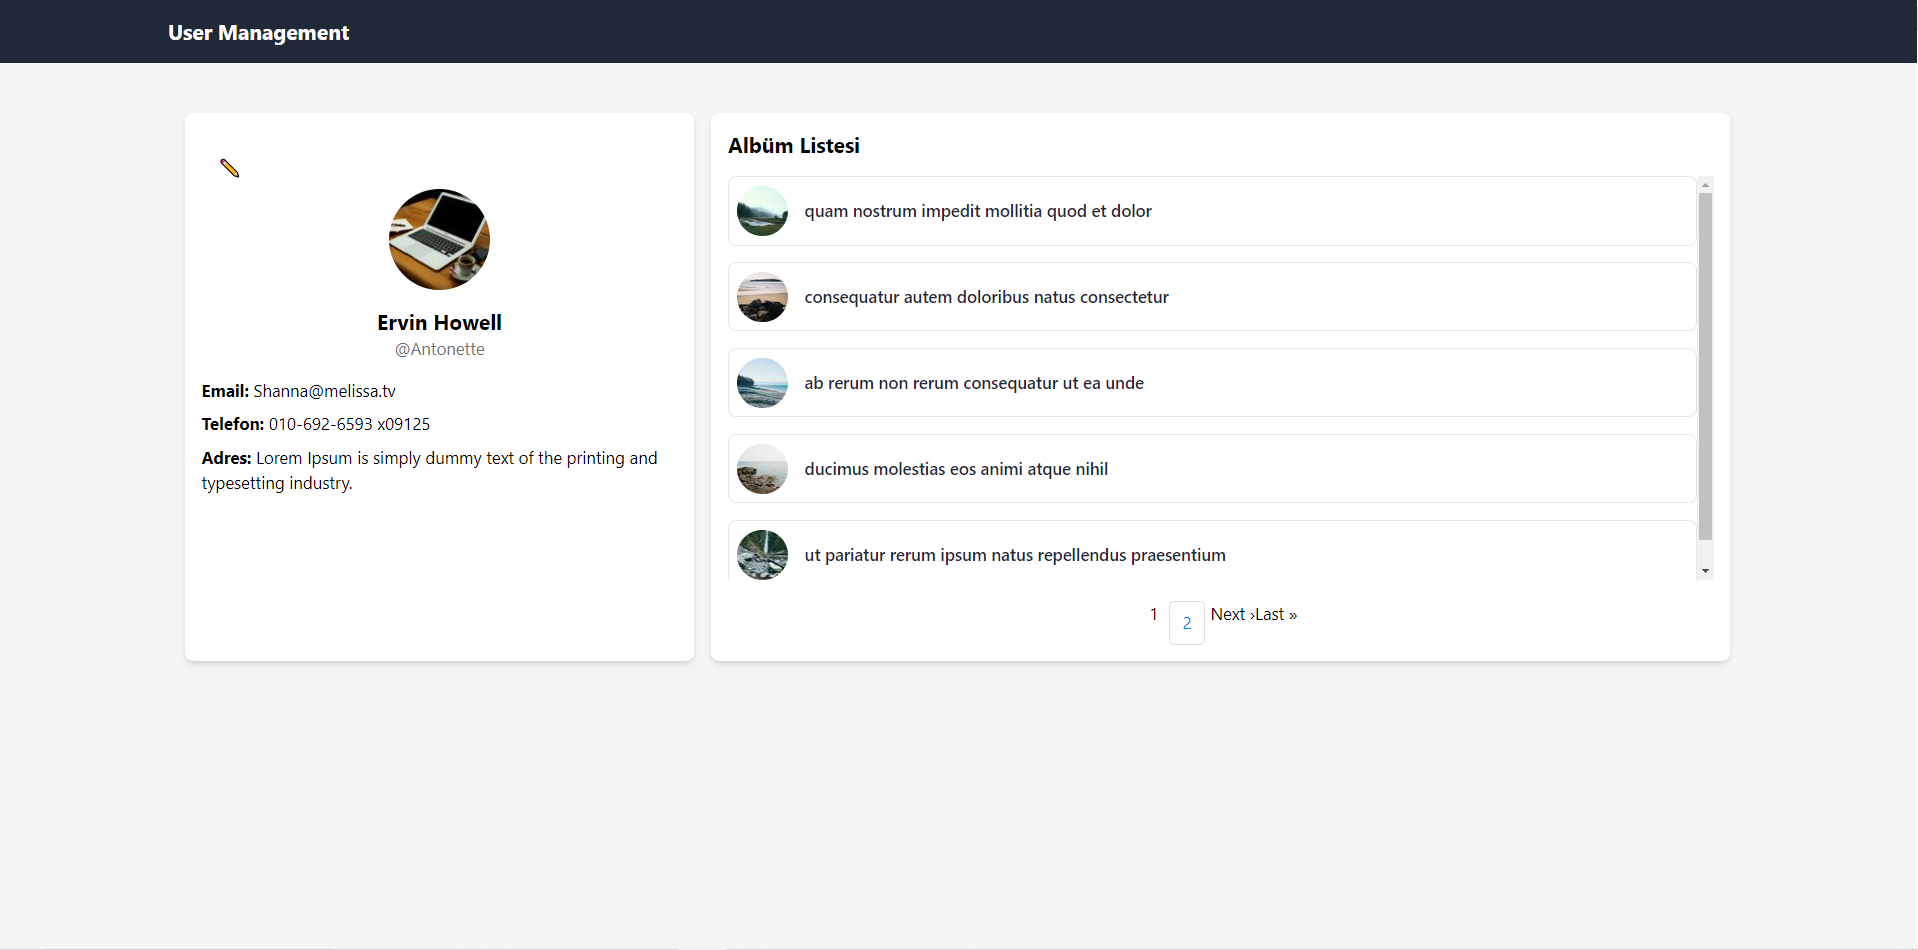 User Management
Ervin Howell
@Antonette
Email: Shanna@melissa.tv
Telefon: 010-692-6593 x09125
Adres: Lorem Ipsum is simply dummy text of the printing and
typesetting industry.
Albüm Listesi
quam nostrum impedit mollitia quod et dolor
consequatur autem doloribus natus consectetur
ab rerum non rerum consequatur ut ea unde
ducimus molestias eos animi atque nihil
ut pariatur rerum ipsum natus repellendus praesentium
1 2 Next ›Last »